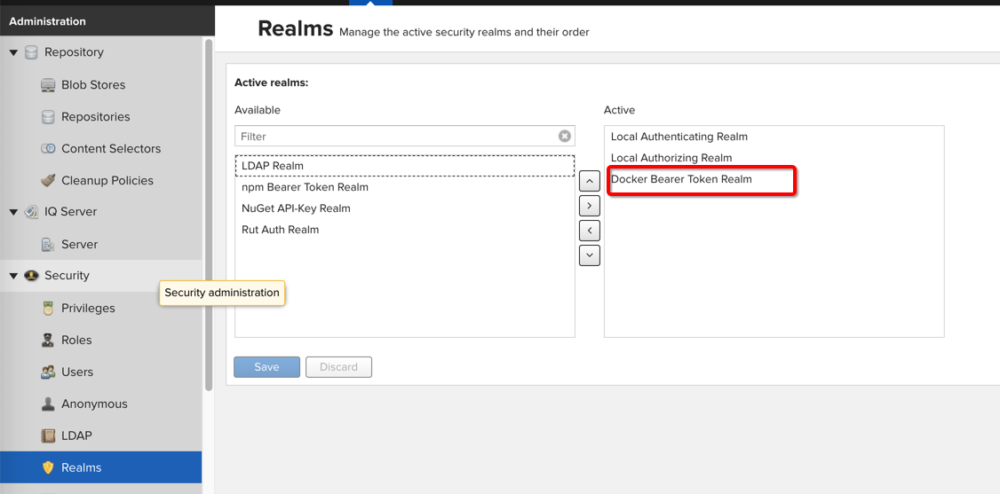 Administration
Realms Manage the active security realms and their order
Repository
Blob Stores
Repositories
Content Selectors
Cleanup Policies
IQ Server
Server
Security
Security administration
Privileges
Roles
Users
Anonymous
LDAP
Realms
Active realms:
Available
Filter
LDAP Realm
npm Bearer Token Realm
NuGet API-Key Realm
Rut Auth Realm
Active
Local Authenticating Realm
Local Authorizing Realm
Docker Bearer Token Realm
Save
Discard